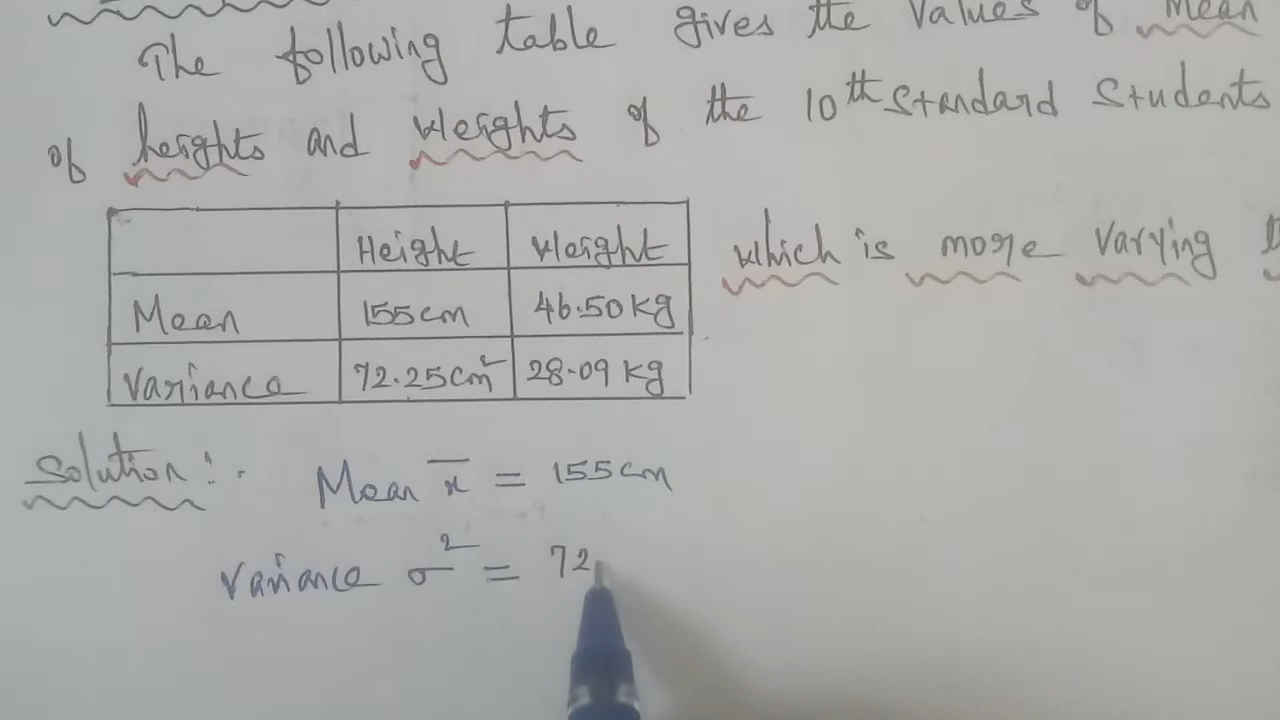 The following table gives the values of Mean
of heights and Weights of the 10th Standard Students
Height Weight
which is more varying
Mean 155cm 46.50kg
Variance 72.25cm² 28.09 kg
Solution:- Mean x̅ = 155cm
Variance σ² = 72